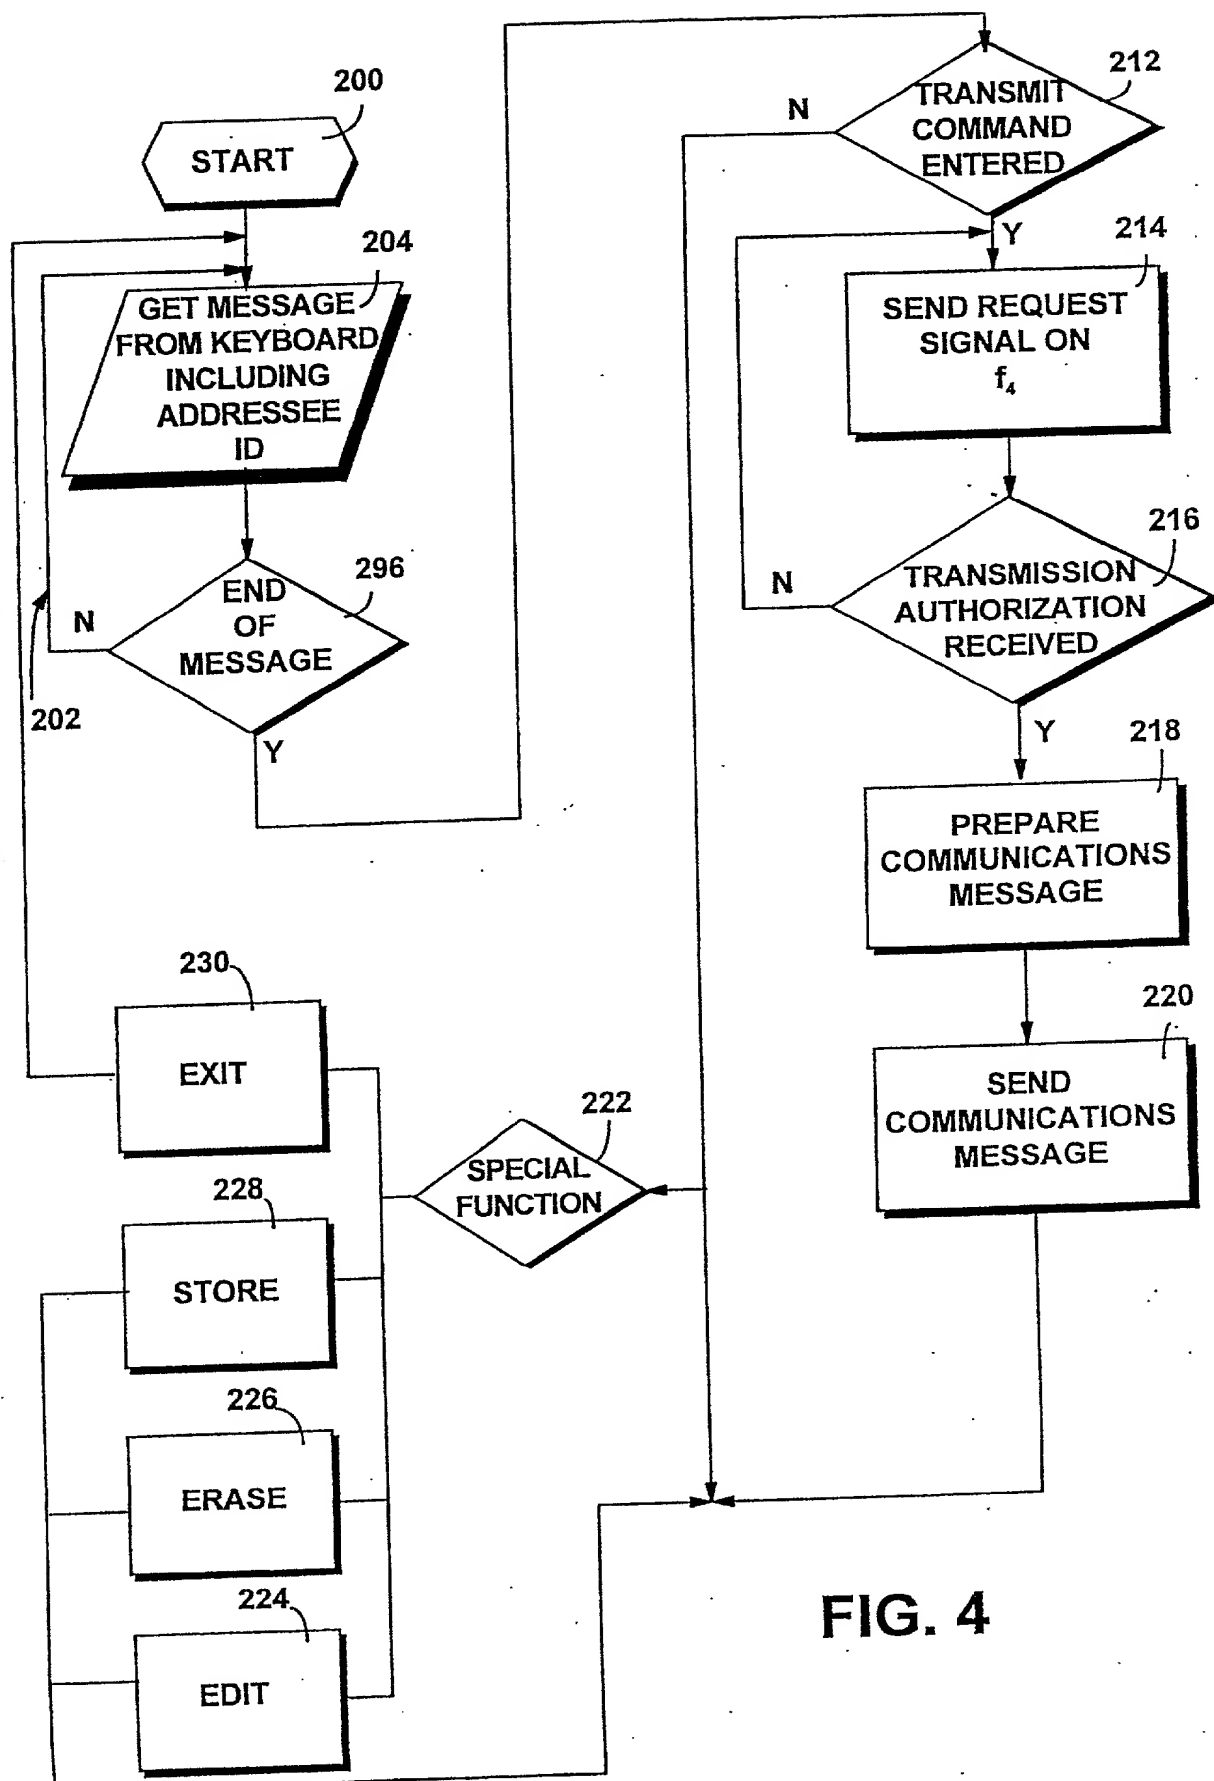 200
START
204
GET MESSAGE
FROM KEYBOARD
INCLUDING
ADDRESSEE
ID
296
END
OF
MESSAGE
N
202
Y
212
TRANSMIT
COMMAND
ENTERED
N
Y
214
SEND REQUEST
SIGNAL ON
f₄
216
TRANSMISSION
AUTHORIZATION
RECEIVED
N
Y
218
PREPARE
COMMUNICATIONS
MESSAGE
220
SEND
COMMUNICATIONS
MESSAGE
222
SPECIAL
FUNCTION
230
EXIT
228
STORE
226
ERASE
224
EDIT
FIG. 4